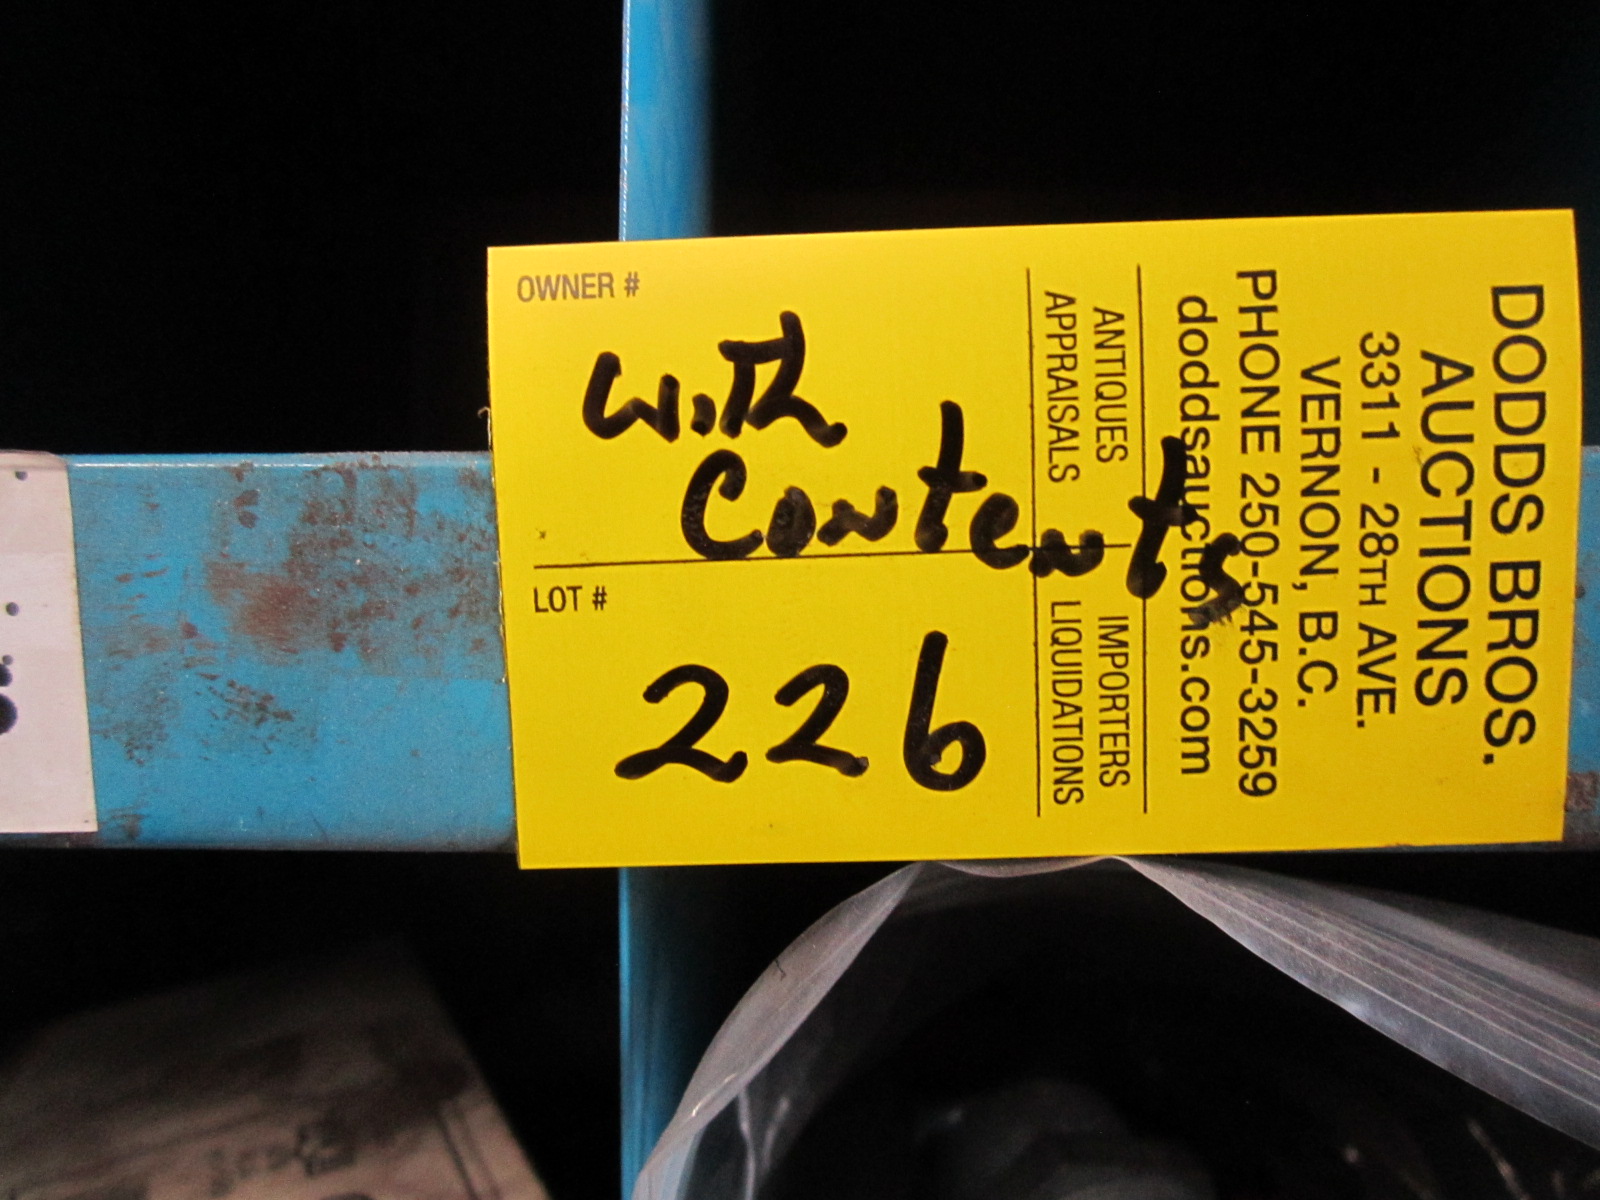 DODDS BROS.
AUCTIONS
3311 - 28TH AVE.
VERNON, B.C.
PHONE 250-545-3259
doddsauctions.com
ANTIQUES IMPORTERS
APPRAISALS LIQUIDATIONS
OWNER #
With
Contents
LOT #
226